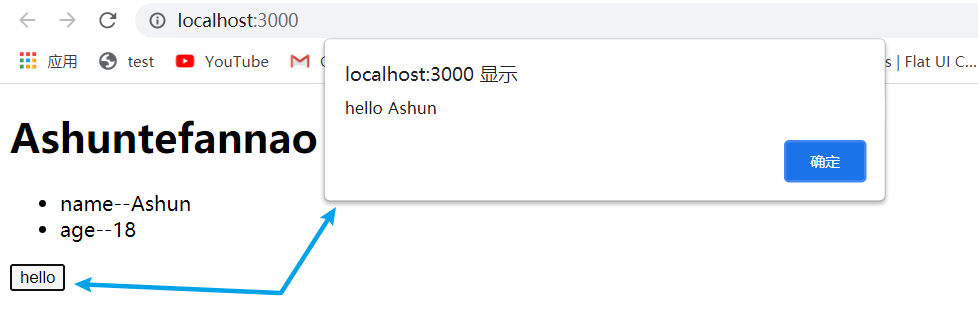 localhost:3000
应用 test YouTube
s | Flat UI C...
localhost:3000 显示
hello Ashun
确定
Ashuntefannao
name--Ashun
age--18
hello